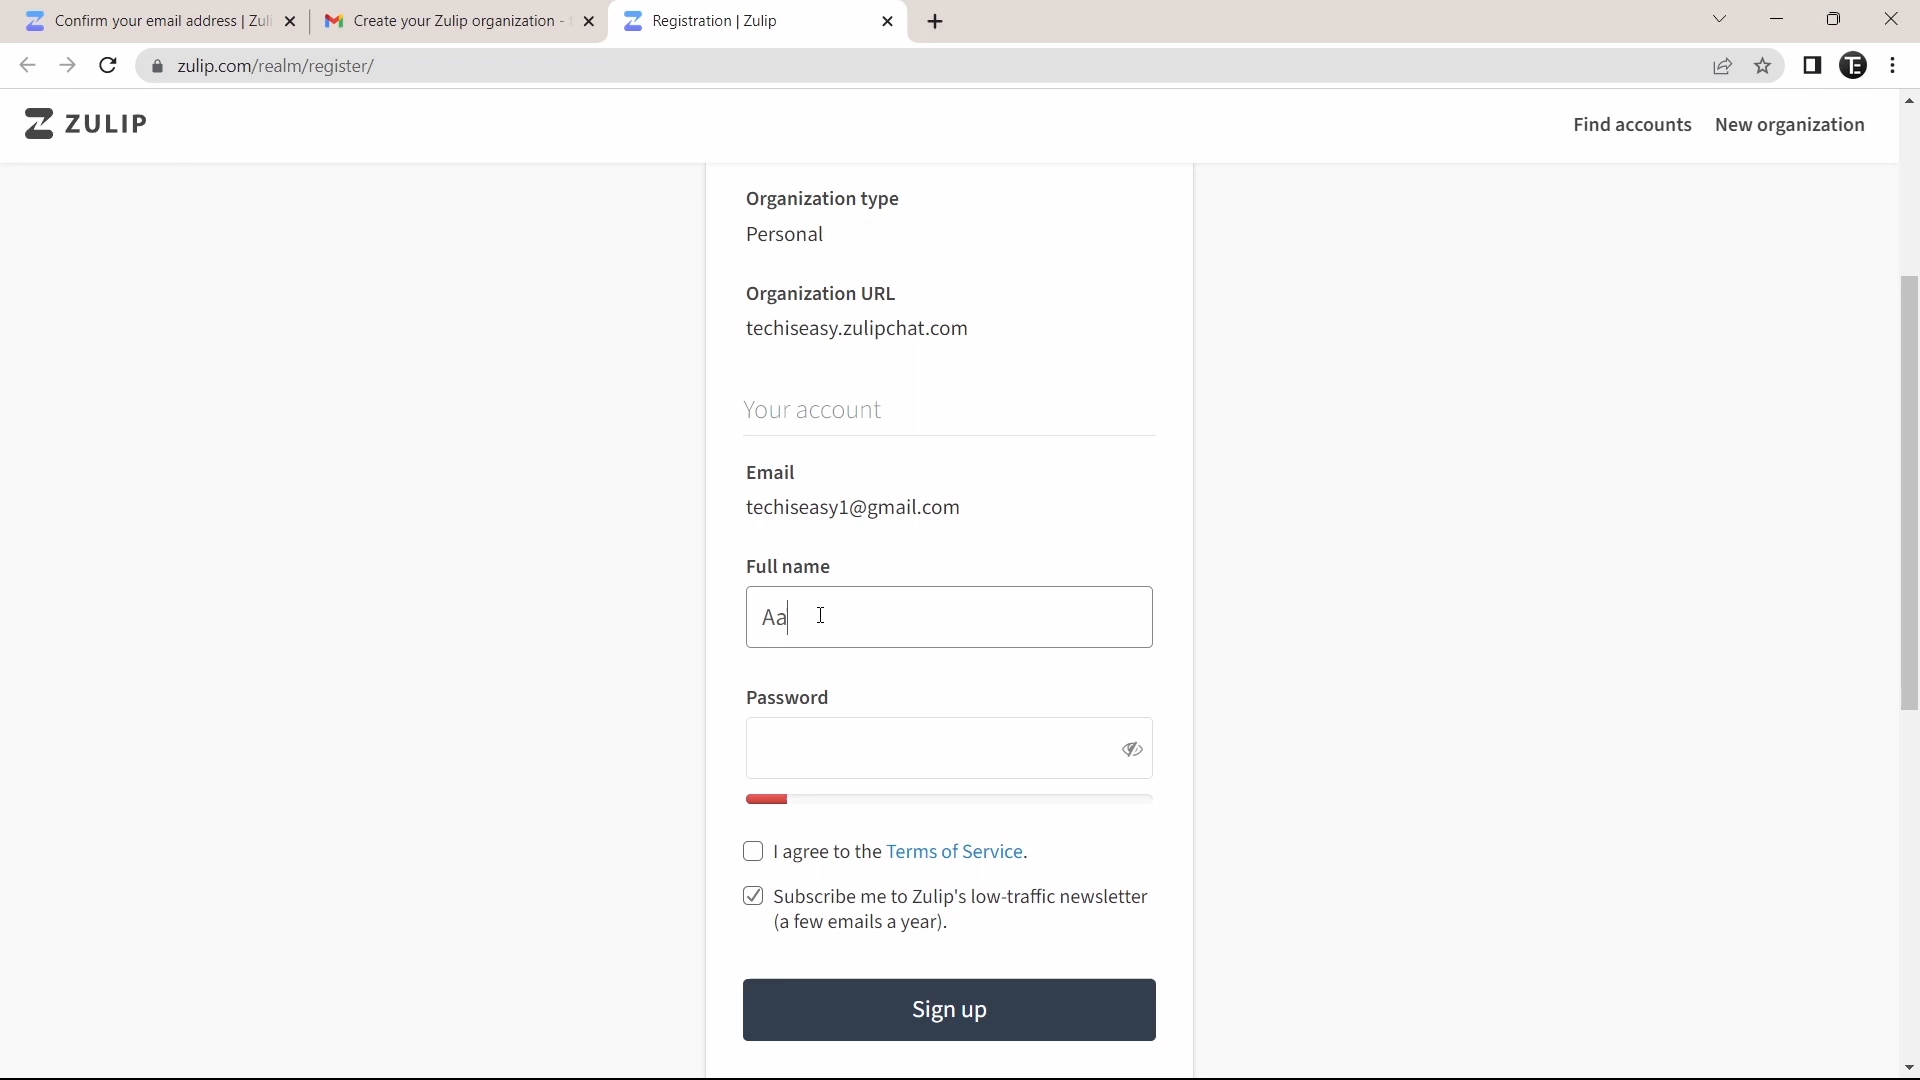 Confirm your email address | Zuli
Create your Zulip organization - t
Registration | Zulip
zulip.com/realm/register/
TE
ZULIP
Find accounts
New organization
Organization type
Personal
Organization URL
techiseasy.zulipchat.com
Your account
Email
techiseasy1@gmail.com
Full name
Aa
Password
I agree to the Terms of Service.
Subscribe me to Zulip's low-traffic newsletter
(a few emails a year).
Sign up